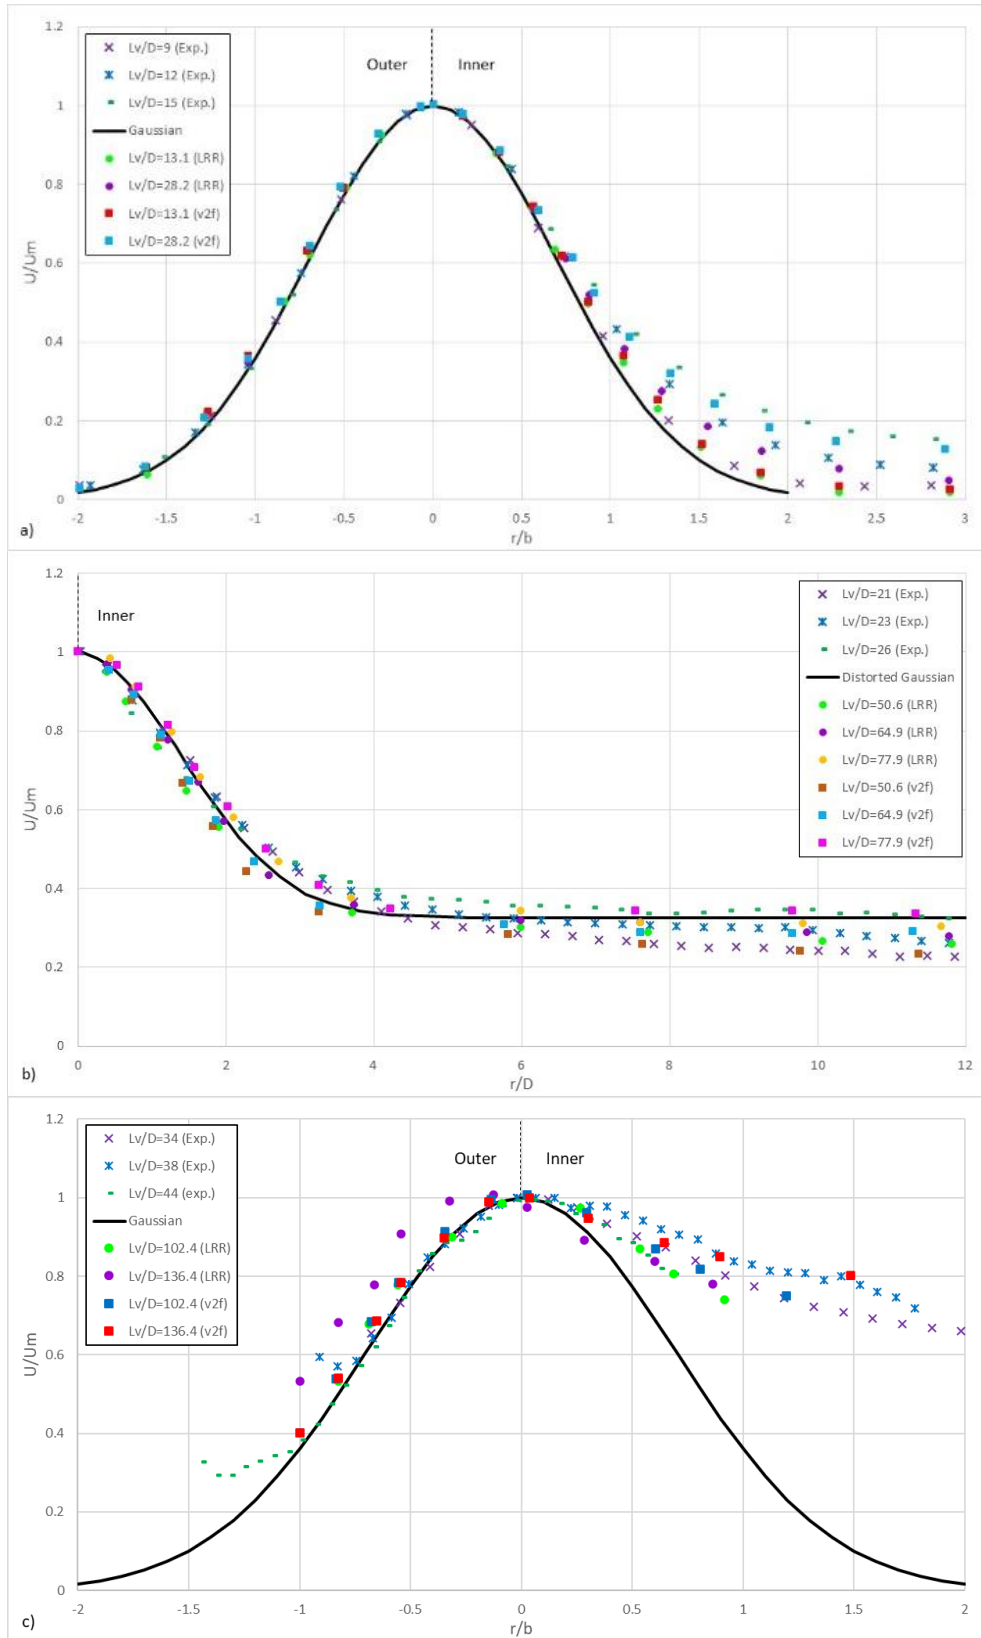 1.2
Lv/D=9 (Exp.)
Lv/D=12 (Exp.)
Lv/D=15 (Exp.)
Gaussian
Lv/D=13.1 (LRR)
Lv/D=28.2 (LRR)
Lv/D=13.1 (v2f)
Lv/D=28.2 (v2f)
Outer
Inner
1
0.8
0.6
0.4
0.2
0
U/Um
-2
-1.5
-1
-0.5
0
0.5
1
1.5
2
2.5
3
r/b
a)
1.2
Inner
Lv/D=21 (Exp.)
Lv/D=23 (Exp.)
Lv/D=26 (Exp.)
Distorted Gaussian
Lv/D=50.6 (LRR)
Lv/D=64.9 (LRR)
Lv/D=77.9 (LRR)
Lv/D=50.6 (v2f)
Lv/D=64.9 (v2f)
Lv/D=77.9 (v2f)
1
0.8
0.6
0.4
0.2
0
U/Um
0
2
4
6
8
10
12
r/D
b)
1.2
Lv/D=34 (Exp.)
Lv/D=38 (Exp.)
Lv/D=44 (exp.)
Gaussian
Lv/D=102.4 (LRR)
Lv/D=136.4 (LRR)
Lv/D=102.4 (v2f)
Lv/D=136.4 (v2f)
Outer
Inner
1
0.8
0.6
0.4
0.2
0
U/Um
-2
-1.5
-1
-0.5
0
0.5
1
1.5
2
r/b
c)